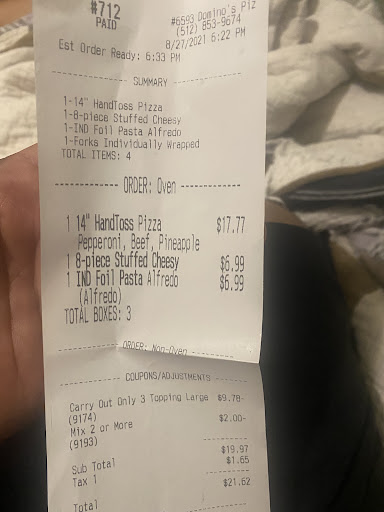 #712
PAID
#6593 Domino's Piz
(512) 853-9674
8/27/2021 6:22 PM
Est Order Ready: 6:33 PM
SUMMARY
1-14" HandToss Pizza
1-8-piece Stuffed Cheesy
1-IND Foil Pasta Alfredo
1-Forks Individually Wrapped
TOTAL ITEMS: 4
ORDER: Oven
1 14" HandToss Pizza $17.77
Pepperoni, Beef, Pineapple
1 8-piece Stuffed Cheesy $6.99
1 IND Foil Pasta Alfredo $6.99
(Alfredo)
TOTAL BOXES: 3
ORDER: Non-Oven
COUPONS/ADJUSTMENTS
Carry Out Only 3 Topping Large $9.78-
(9174)
Mix 2 or More $2.00-
(9193)
Sub Total $19.97
Tax 1 $1.65
Total $21.62